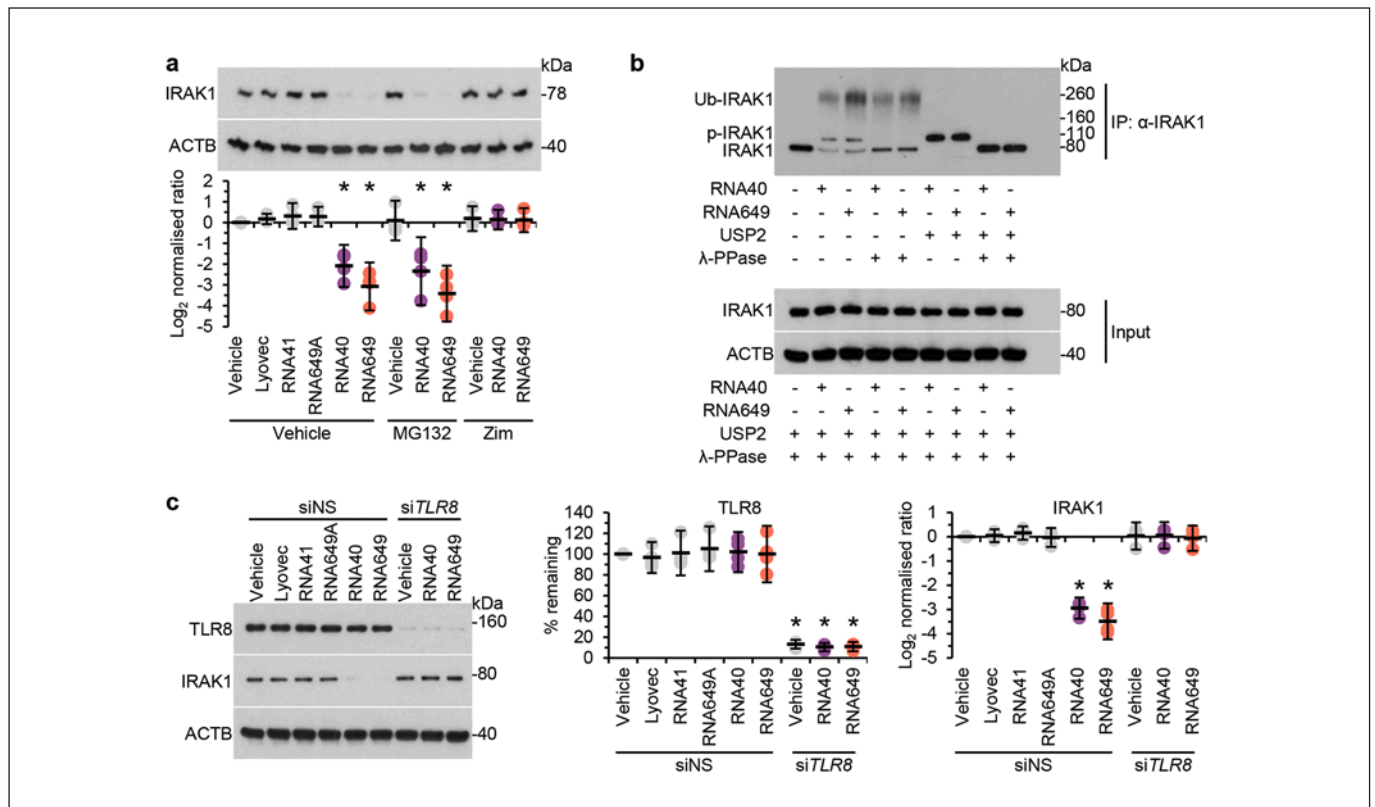 a
kDa
IRAK1
-78
ACTB
-40
Log2 normalised ratio
2
1
0
-1
-2
-3
-4
-5
* * * *
Vehicle Lyovec RNA41 RNA649A RNA40 RNA649 Vehicle RNA40 RNA649 Vehicle RNA40 RNA649
Vehicle MG132 Zim
b
kDa
Ub-IRAK1 -260
-160
p-IRAK1 -110
IRAK1 -80
IP: α-IRAK1
RNA40 - + - + - + - + -
RNA649 - - + - + - + - +
USP2 - - - - - + + + +
λ-PPase - - - + + - - + +
IRAK1 -80
Input
ACTB -40
RNA40 - + - + - + - + -
RNA649 - - + - + - + - +
USP2 + + + + + + + + +
λ-PPase + + + + + + + + +
c
siNS siTLR8
Vehicle Lyovec RNA41 RNA649A RNA40 RNA649 Vehicle RNA40 RNA649
kDa
TLR8 -160
IRAK1 -80
ACTB -40
TLR8
% remaining
140
120
100
80
60
40
20
0
* * *
Vehicle Lyovec RNA41 RNA649A RNA40 RNA649 Vehicle RNA40 RNA649
siNS siTLR8
IRAK1
Log2 normalised ratio
1
0
-1
-2
-3
-4
-5
* *
Vehicle Lyovec RNA41 RNA649A RNA40 RNA649 Vehicle RNA40 RNA649
siNS siTLR8